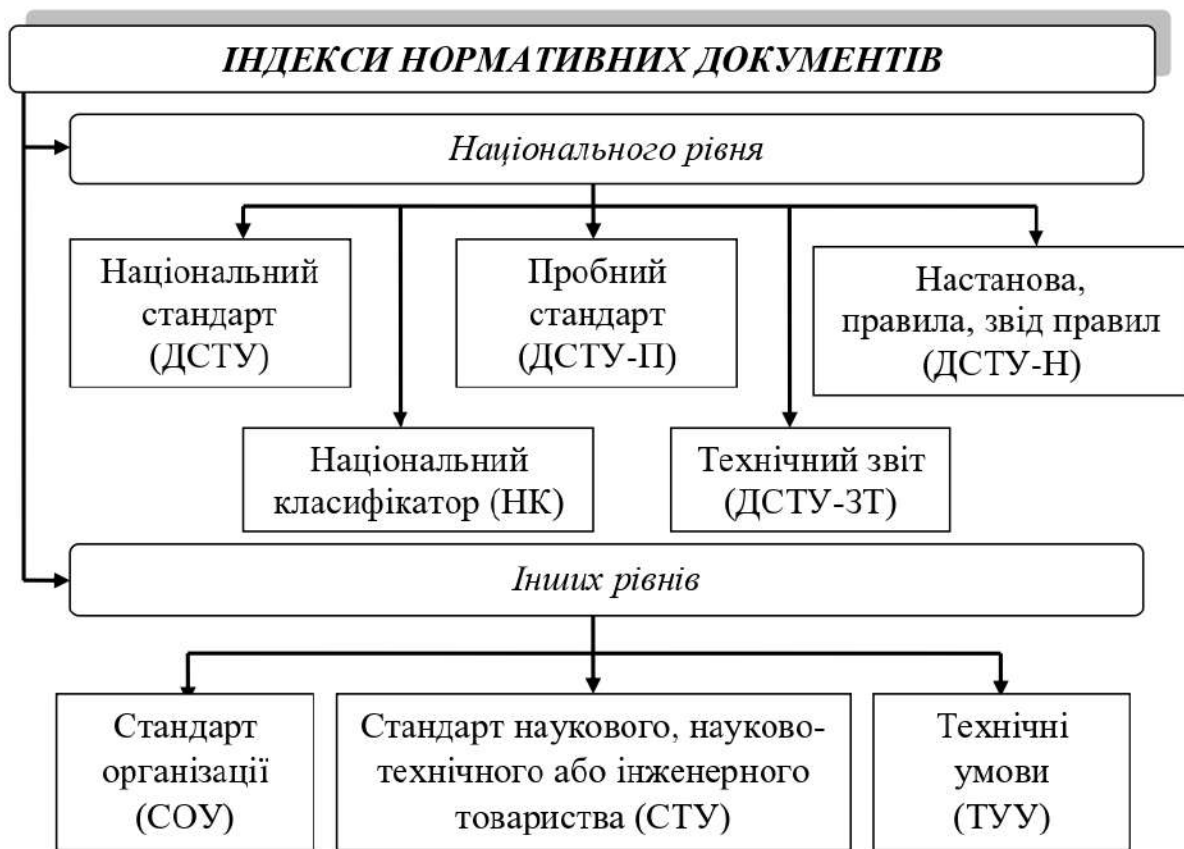 ІНДЕКСИ НОРМАТИВНИХ ДОКУМЕНТІВ
Національного рівня
Національний
стандарт
(ДСТУ)
Пробний
стандарт
(ДСТУ-П)
Настанова,
правила, звід правил
(ДСТУ-Н)
Національний
класифікатор (НК)
Технічний звіт
(ДСТУ-ЗТ)
Інших рівнів
Стандарт
організації
(СОУ)
Стандарт наукового, науково-
технічного або інженерного
товариства (СТУ)
Технічні
умови
(ТУУ)